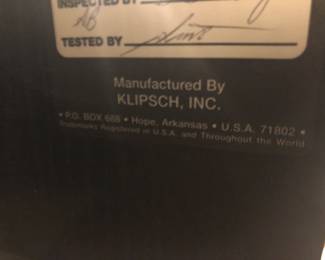 INSPECTED BY
TESTED BY
Manufactured By
KLIPSCH, INC.
• P.O. BOX 688 • Hope, Arkansas • U.S.A. 71802 •
Trademarks Registered in U.S.A. and Throughout the World